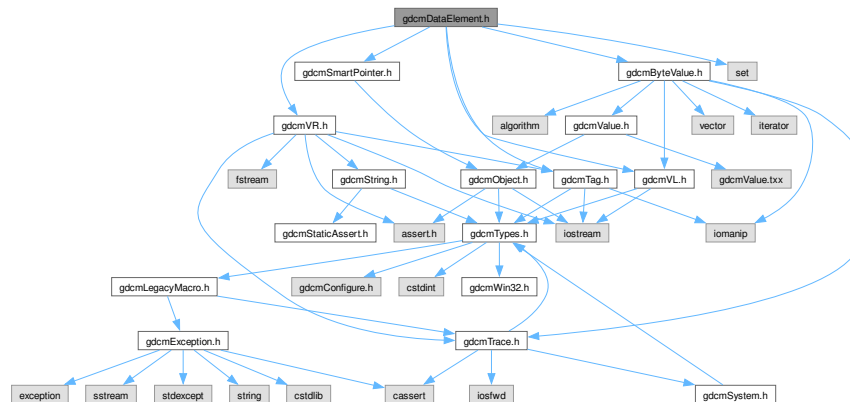 gdcmDataElement.h
gdcmSmartPointer.h
gdcmByteValue.h
set
gdcmVR.h
algorithm
gdcmValue.h
vector
iterator
fstream
gdcmString.h
gdcmObject.h
gdcmTag.h
gdcmVL.h
gdcmValue.txx
gdcmStaticAssert.h
assert.h
gdcmTypes.h
iostream
iomanip
gdcmLegacyMacro.h
gdcmConfigure.h
cstdint
gdcmWin32.h
gdcmException.h
gdcmTrace.h
exception
sstream
stdexcept
string
cstdlib
cassert
iosfwd
gdcmSystem.h